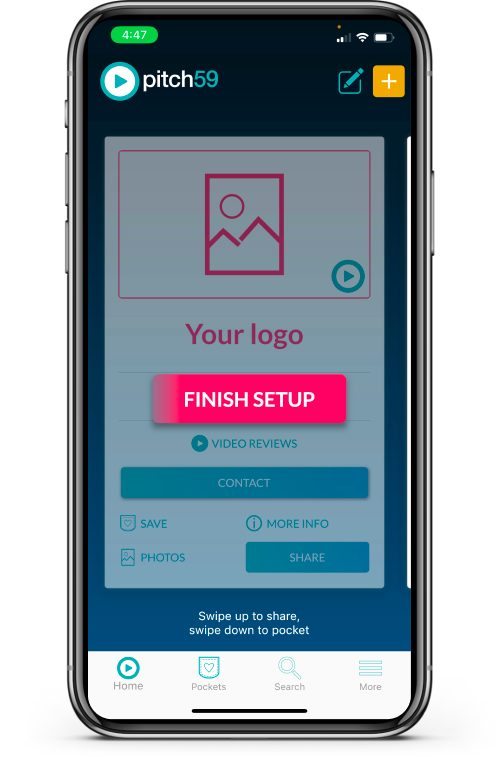 4:47
pitch59
Your logo
FINISH SETUP
VIDEO REVIEWS
CONTACT
SAVE
MORE INFO
PHOTOS
SHARE
Swipe up to share,
swipe down to pocket
Home
Pockets
Search
More